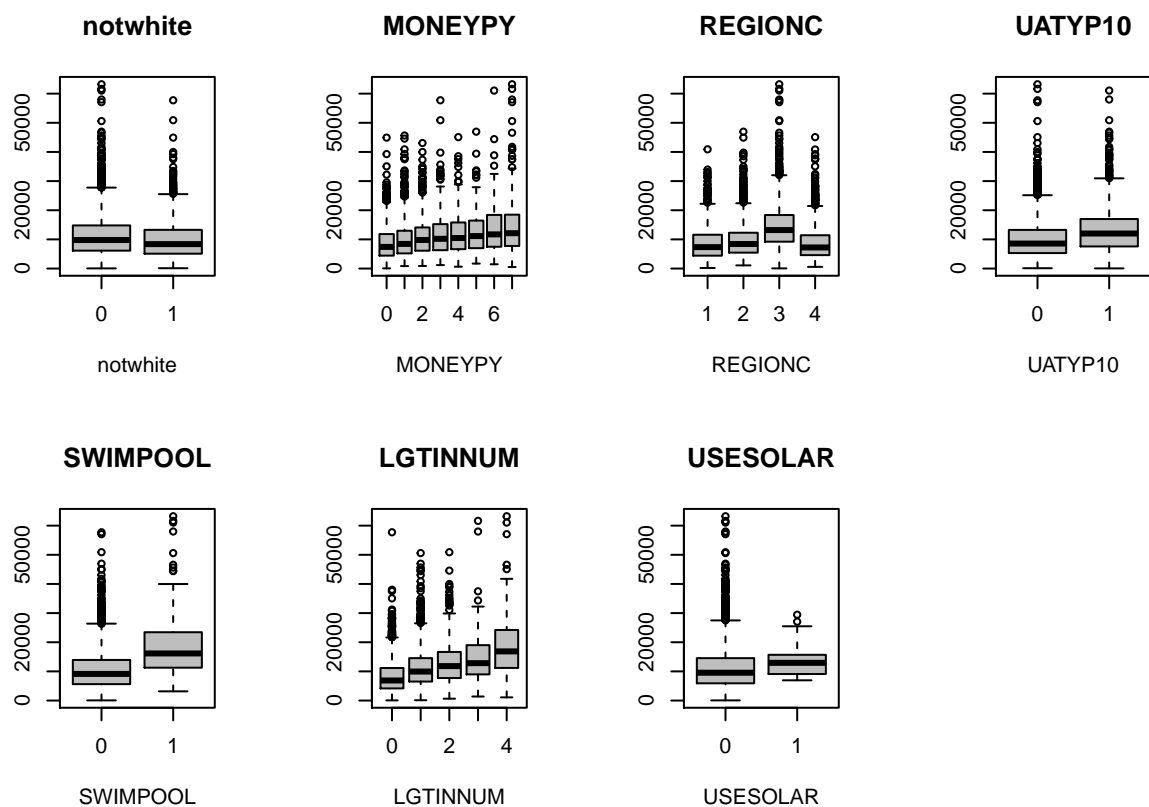 notwhite
MONEYPY
REGIONC
UATYP10
0 20000 50000
0 20000 50000
0 20000 50000
0 20000 50000
0 1
0 2 4 6
1 2 3 4
0 1
notwhite
MONEYPY
REGIONC
UATYP10
SWIMPOOL
LGTINNUM
USESOLAR
0 20000 50000
0 20000 50000
0 20000 50000
0 1
0 2 4
0 1
SWIMPOOL
LGTINNUM
USESOLAR